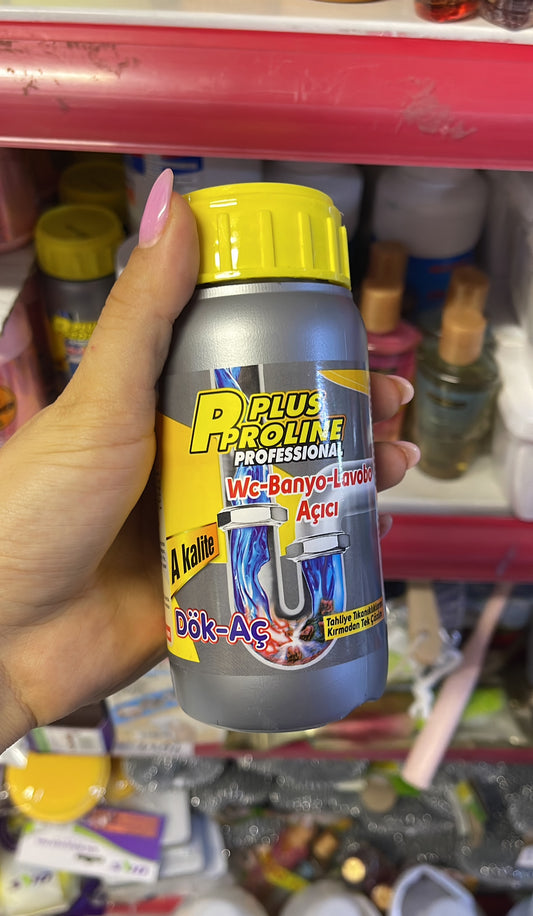 PLUS
PROLINE
PROFESSIONAL
Wc-Banyo-Lavabo
Açıcı
A kalite
Dök-Aç
Tahliye Tıkanıklıklarını
Kırmadan Tek Çözüm